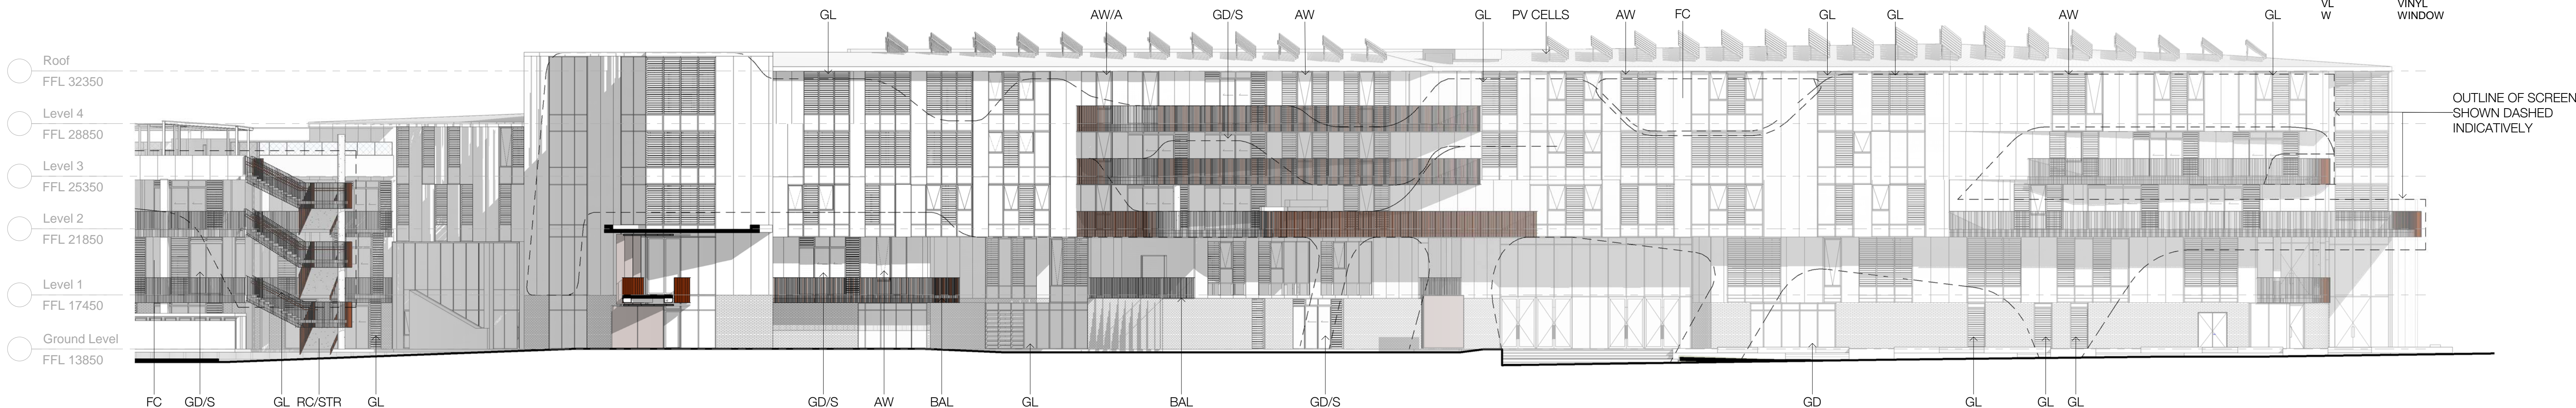 VL
W
VINYL
WINDOW
GL
AW/A
GD/S
AW
GL
PV CELLS
AW
FC
GL
GL
AW
GL
Roof
FFL 32350
Level 4
FFL 28850
Level 3
FFL 25350
Level 2
FFL 21850
Level 1
FFL 17450
Ground Level
FFL 13850
OUTLINE OF SCREEN
SHOWN DASHED
INDICATIVELY
FC
GD/S
GL
RC/STR
GL
GD/S
AW
BAL
GL
BAL
GD/S
GD
GL
GL
GL